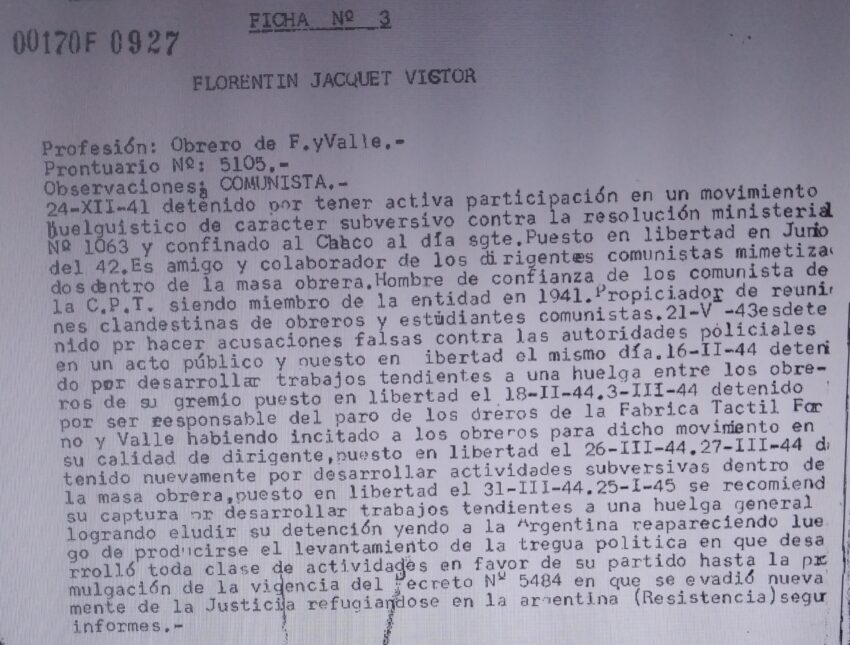 FICHA Nº 3
00170F 0927
FLORENTIN JACQUET VICTOR
Profesión: Obrero de F.yValle.-
Prontuario Nº: 5105.-
Observaciones: COMUNISTA.-
24-XII-41 detenido por tener activa participación en un movimiento
huelguistico de caracter subversivo contra la resolución ministerial
Nº 1063 y confinado al Chaco al día sgte.Puesto en libertad en Junio
del 42.Es amigo y colaborador de los dirigentes comunistas mimetiza
dosdentro de la masa obrera.Hombre de confianza de los comunista de
la C.P.T. siendo miembro de la entidad en 1941.Propiciador de reuni
nes clandestinas de obreros y estudiantes comunistas.21-V -43esdete
nido pr hacer acusaciones falsas contra las autoridades policiales
en un acto público y puesto en ibertad el mismo día.16-II-44 deteni
do por desarrollar trabajos tendientes a una huelga entre los obre-
ros de su gremio puesto en libertad el 18-II-44.3-III-44 detenido
por ser responsable del paro de los oreros de la Fabrica Tactil For
no y Valle habiendo incitado a los obreros para dicho movimiento en
su calidad de dirigente,puesto en libertad el 26-III-44.27-III-44 d
tenido nuevamente por desarrollar actividades subversivas dentro de
la masa obrera,puesto en libertad el 31-III-44.25-I-45 se recomiend
su captura por desarrollar trabajos tendientes a una huelga general
logrando eludir su detención yendo a la Argentina reapareciendo lue
go de producirse el levantamiento de la tregua politica en que desa
rrolló toda clase de actividades en favor de su partido hasta la pr
mulgación de la vigencia del Decreto Nº 5484 en que se evadió nueva
mente de la Justicia refugiandose en la argentina (Resistencia)segu
informes.-